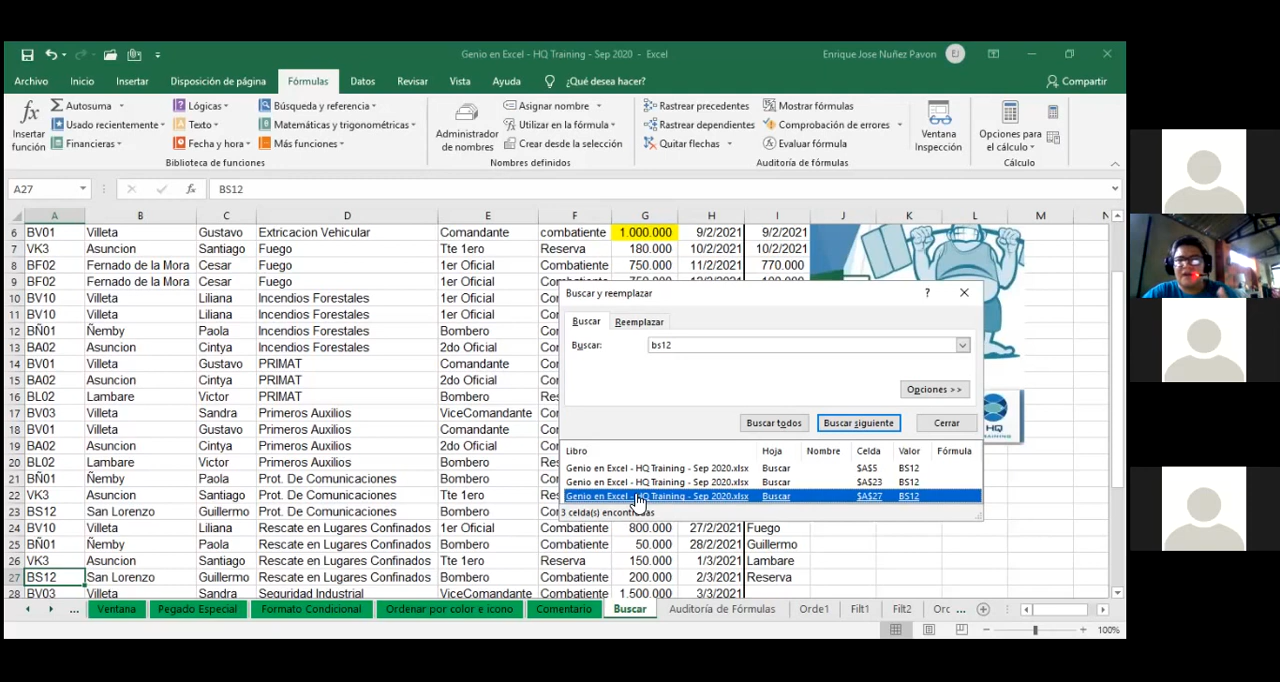 Genio en Excel - HQ Training - Sep 2020 - Excel Enrique Jose Nuñez Pavon EJ
Archivo Inicio Insertar Disposición de página Fórmulas Datos Revisar Vista Ayuda ¿Qué desea hacer? Compartir
Insertar función
Autosuma Lógicas Búsqueda y referencia
Usado recientemente Texto Matemáticas y trigonométricas
Financieras Fecha y hora Más funciones
Biblioteca de funciones
Administrador de nombres
Asignar nombre
Utilizar en la fórmula
Crear desde la selección
Nombres definidos
Rastrear precedentes Mostrar fórmulas
Rastrear dependientes Comprobación de errores
Quitar flechas Evaluar fórmula
Auditoría de fórmulas
Ventana Inspección
Opciones para el cálculo
Cálculo
A27 fx BS12
A B C D E F G H I J K L M N
6 BV01 Villeta Gustavo Extricacion Vehicular Comandante combatiente 1.000.000 9/2/2021 9/2/2021
7 VK3 Asuncion Santiago Fuego Tte 1ero Reserva 180.000 10/2/2021 10/2/2021
8 BF02 Fernado de la Mora Cesar Fuego 1er Oficial Combatiente 750.000 11/2/2021 770.000
9 BF02 Fernado de la Mora Cesar Incendios Forestales 1er Oficial
10 BV10 Villeta Liliana Incendios Forestales 1er Oficial
11 BV10 Villeta Liliana Incendios Forestales 1er Oficial
12 BÑ01 Ñemby Paola Incendios Forestales Bombero
13 BA02 Asuncion Cintya Incendios Forestales 2do Oficial
14 BV01 Villeta Gustavo PRIMAT Comandante
15 BA02 Asuncion Cintya PRIMAT 2do Oficial
16 BL02 Lambare Victor PRIMAT Bombero
17 BV03 Villeta Sandra Primeros Auxilios ViceComandante
18 BV01 Villeta Gustavo Primeros Auxilios Comandante
19 BA02 Asuncion Cintya Primeros Auxilios 2do Oficial
20 BL02 Lambare Victor Primeros Auxilios Bombero
21 BÑ01 Ñemby Paola Prot. De Comunicaciones Bombero
22 VK3 Asuncion Santiago Prot. De Comunicaciones Tte 1ero
23 BS12 San Lorenzo Guillermo Prot. De Comunicaciones Bombero
24 BV10 Villeta Liliana Rescate en Lugares Confinados 1er Oficial Combatiente 800.000 27/2/2021 Fuego
25 BÑ01 Ñemby Paola Rescate en Lugares Confinados Bombero Combatiente 50.000 28/2/2021 Guillermo
26 VK3 Asuncion Santiago Rescate en Lugares Confinados Tte 1ero Reserva 150.000 1/3/2021 Lambare
27 BS12 San Lorenzo Guillermo Rescate en Lugares Confinados Bombero Combatiente 200.000 2/3/2021 Reserva
28 BV03 Villeta Sandra Seguridad Industrial ViceComandante Combatiente 1.500.000 3/3/2021
HQ
Buscar y reemplazar ?
Buscar Reemplazar
Buscar: bs12
Opciones >>
Buscar todos Buscar siguiente Cerrar
Libro Hoja Nombre Celda Valor Fórmula
Genio en Excel - HQ Training - Sep 2020.xlsx Buscar $A$5 BS12
Genio en Excel - HQ Training - Sep 2020.xlsx Buscar $A$23 BS12
Genio en Excel - HQ Training - Sep 2020.xlsx Buscar $A$27 BS12
3 celda(s) encontradas
... Ventana Pegado Especial Formato Condicional Ordenar por color e icono Comentario Buscar Auditoría de Fórmulas Orde1 Filt1 Filt2 Orc ...
100%